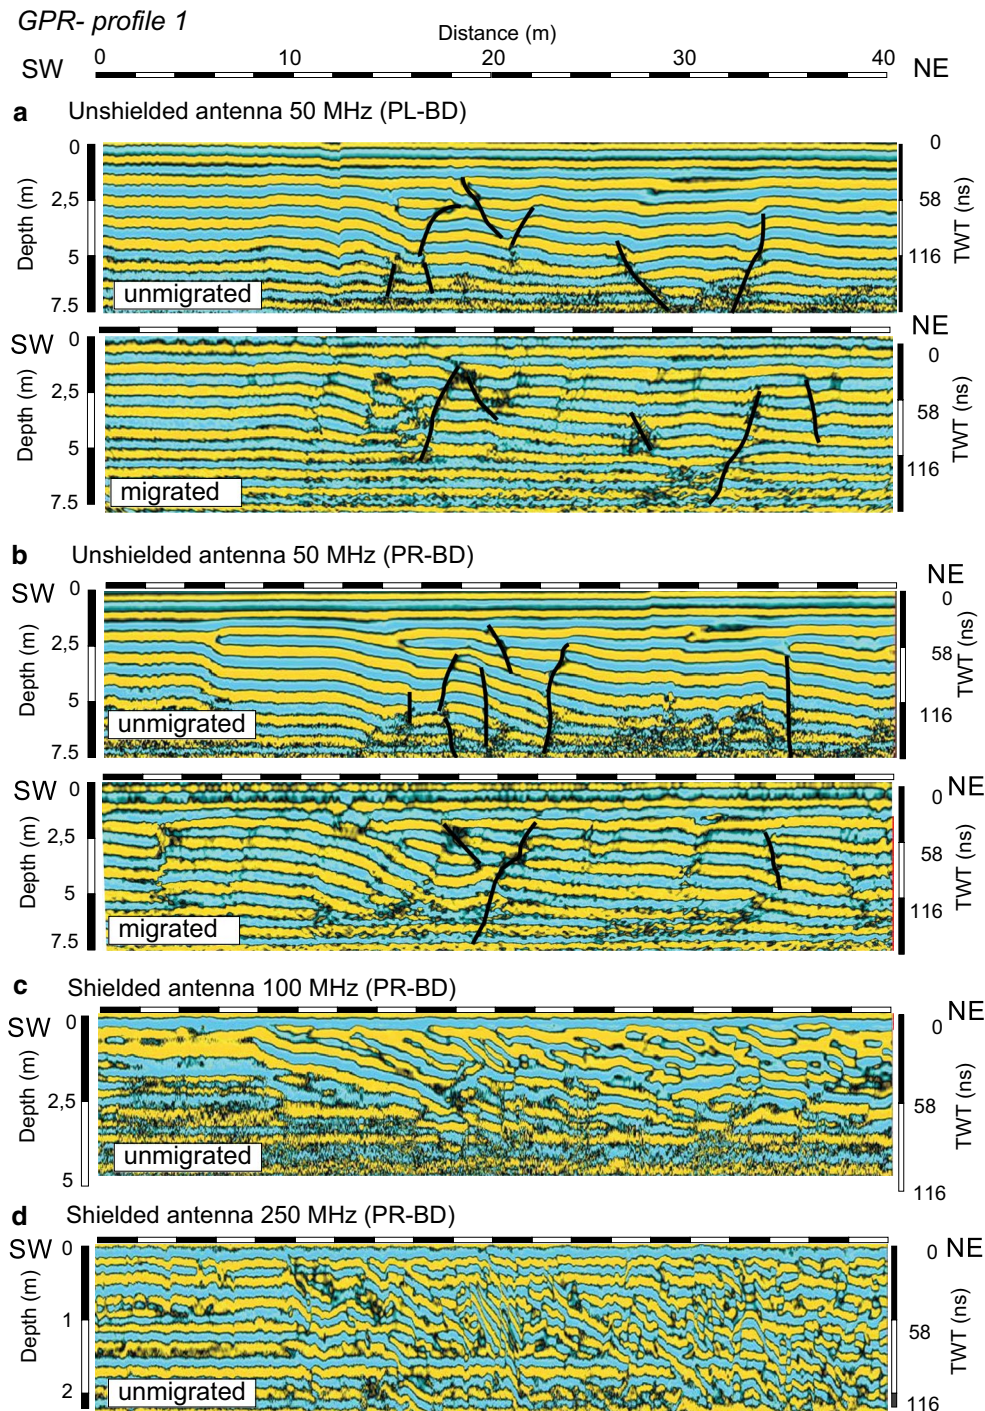 GPR- profile 1
Distance (m)
0 10 20 30 40
SW NE
a Unshielded antenna 50 MHz (PL-BD)
0 0
2,5 58
5 116
7.5
Depth (m) TWT (ns)
unmigrated
SW NE
0 0
2,5 58
5 116
7.5
Depth (m) TWT (ns)
migrated
b Unshielded antenna 50 MHz (PR-BD)
SW NE
0 0
2,5 58
5 116
7.5
Depth (m) TWT (ns)
unmigrated
SW NE
0 0
2,5 58
5 116
7.5
Depth (m) TWT (ns)
migrated
c Shielded antenna 100 MHz (PR-BD)
SW NE
0 0
2,5 58
5 116
Depth (m) TWT (ns)
unmigrated
d Shielded antenna 250 MHz (PR-BD)
SW NE
0 0
1 58
2 116
Depth (m) TWT (ns)
unmigrated